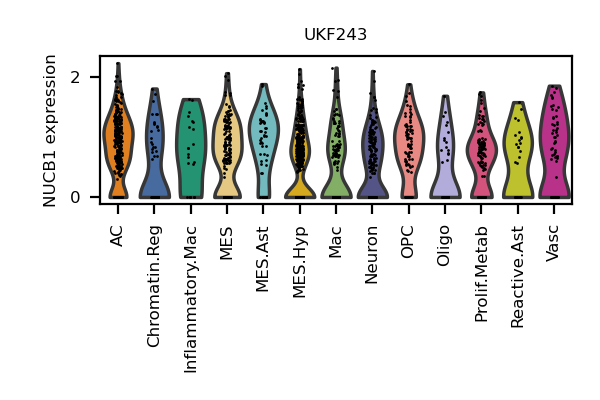 UKF243
NUCB1 expression
2
0
AC
Chromatin.Reg
Inflammatory.Mac
MES
MES.Ast
MES.Hyp
Mac
Neuron
OPC
Oligo
Prolif.Metab
Reactive.Ast
Vasc